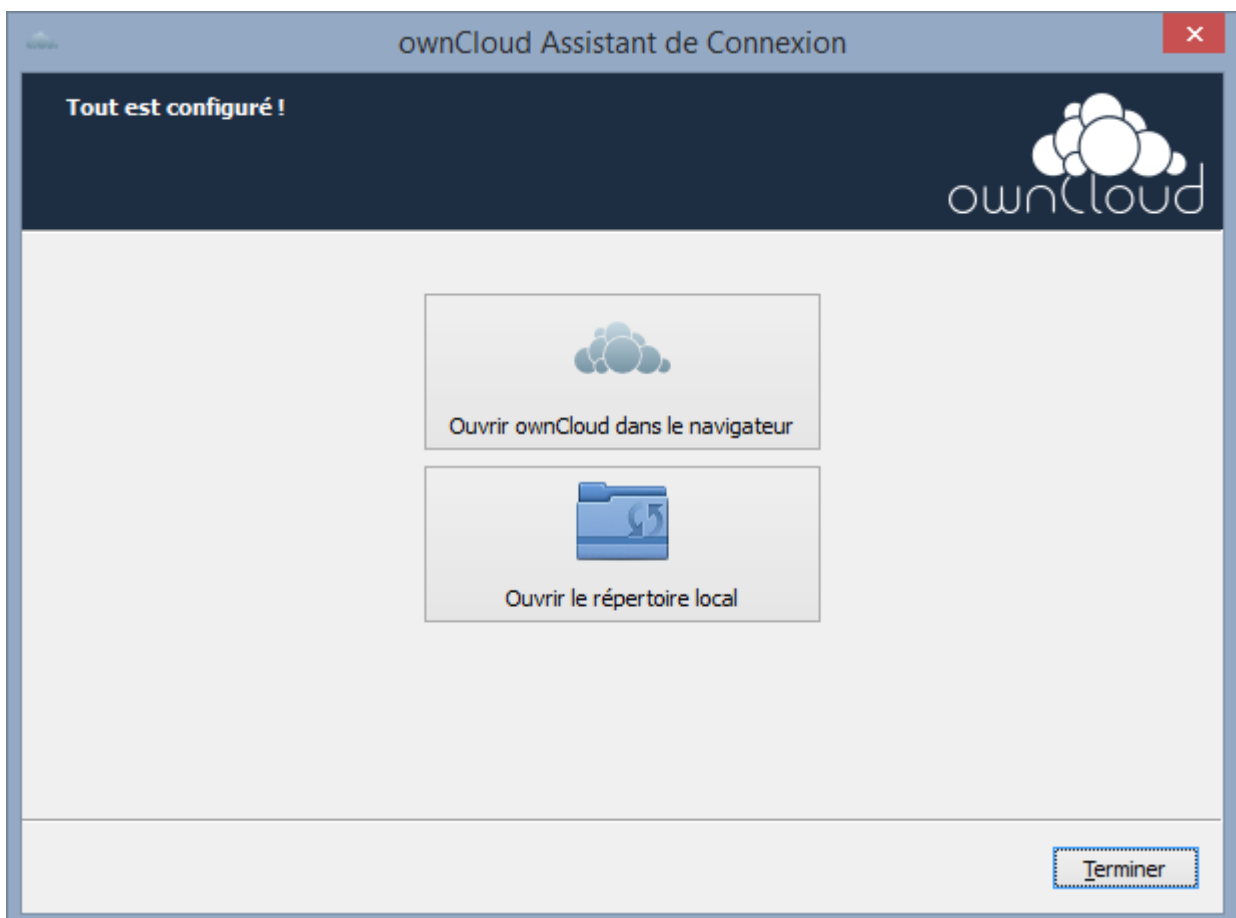 ownCloud Assistant de Connexion
Tout est configuré !
ownCloud
Ouvrir ownCloud dans le navigateur
Ouvrir le répertoire local
Terminer